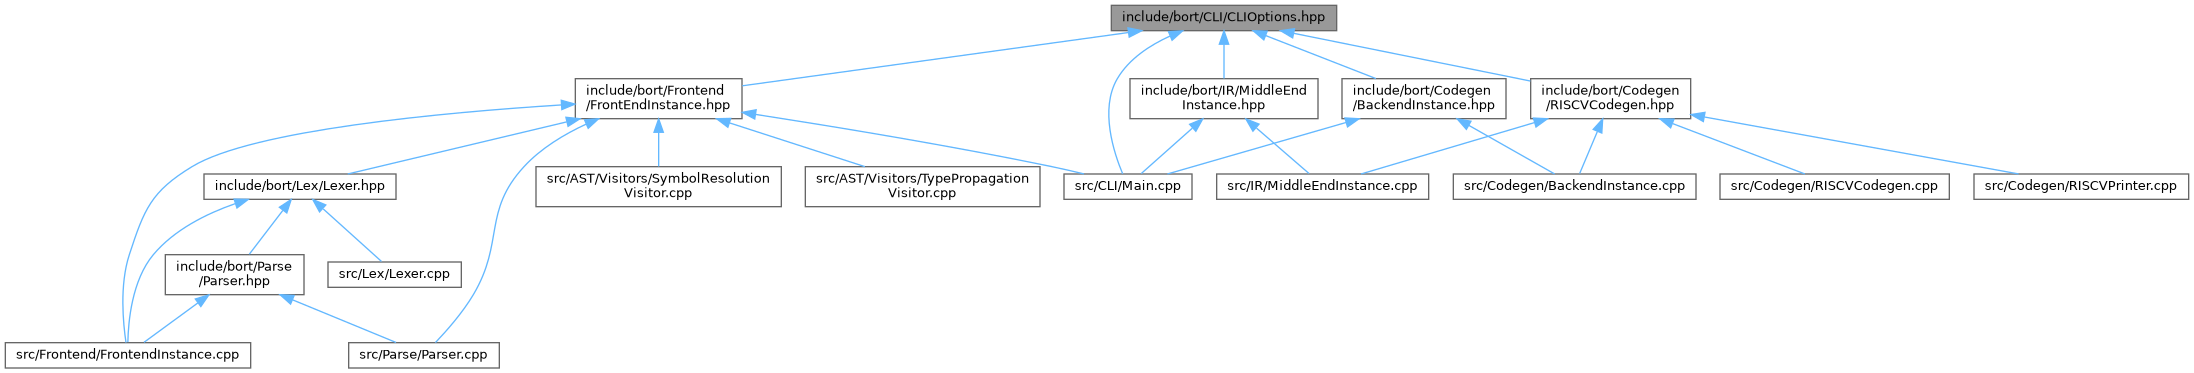 include/bort/CLI/CLIOptions.hpp
include/bort/Frontend
/FrontEndInstance.hpp
include/bort/IR/MiddleEnd
Instance.hpp
include/bort/Codegen
/BackendInstance.hpp
include/bort/Codegen
/RISCVCodegen.hpp
include/bort/Lex/Lexer.hpp
src/AST/Visitors/SymbolResolution
Visitor.cpp
src/AST/Visitors/TypePropagation
Visitor.cpp
src/CLI/Main.cpp
src/IR/MiddleEndInstance.cpp
src/Codegen/BackendInstance.cpp
src/Codegen/RISCVCodegen.cpp
src/Codegen/RISCVPrinter.cpp
include/bort/Parse
/Parser.hpp
src/Lex/Lexer.cpp
src/Frontend/FrontendInstance.cpp
src/Parse/Parser.cpp